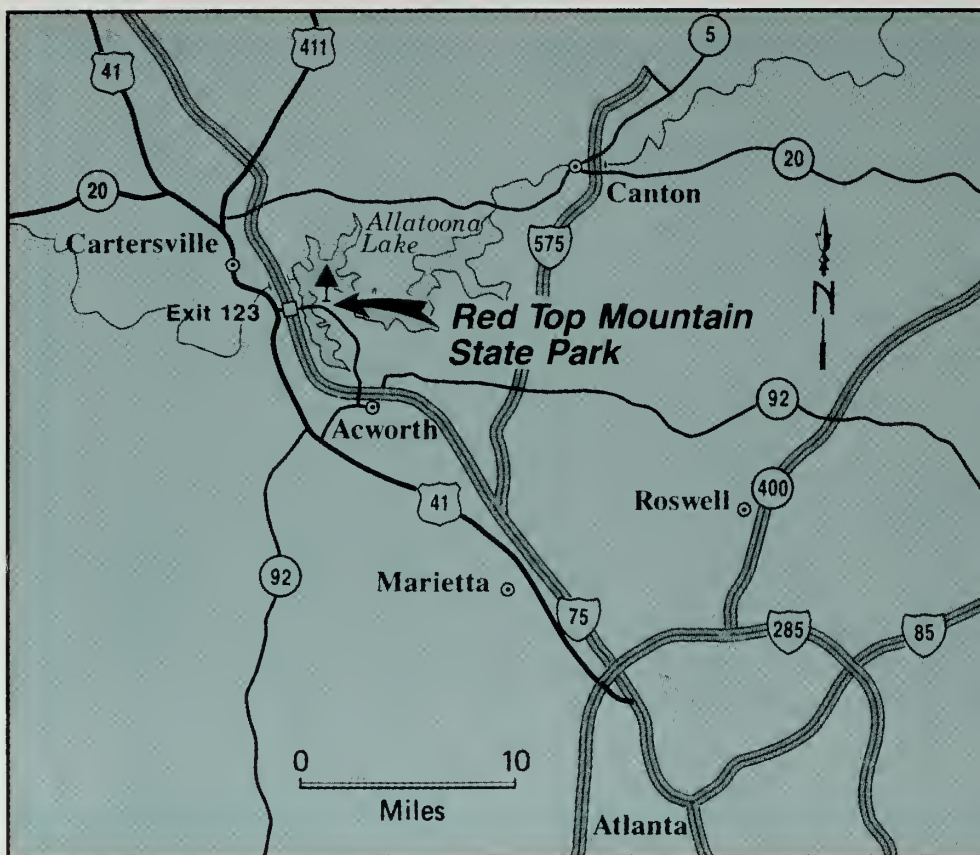 41
411
5
20
20
Canton
Allatoona
Lake
575
Cartersville
Exit 123
N
Red Top Mountain
State Park
92
Acworth
400
Roswell
41
92
Marietta
75
285
85
0 10
Miles
Atlanta